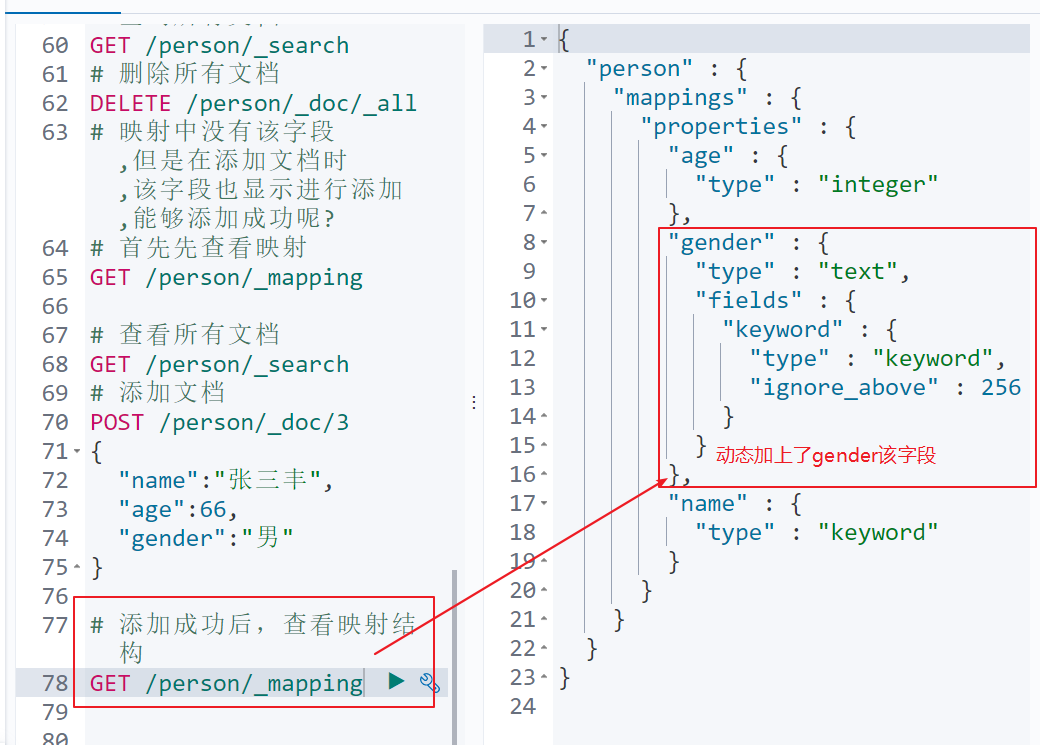 60 GET /person/_search
61 # 删除所有文档
62 DELETE /person/_doc/_all
63 # 映射中没有该字段
,但是在添加文档时
,该字段也显示进行添加
,能够添加成功呢?
64 # 首先先查看映射
65 GET /person/_mapping
66
67 # 查看所有文档
68 GET /person/_search
69 # 添加文档
70 POST /person/_doc/3
71 {
72 "name":"张三丰",
73 "age":66,
74 "gender":"男"
75 }
76
77 # 添加成功后，查看映射结
构
78 GET /person/_mapping
79
80
1 {
2 "person" : {
3 "mappings" : {
4 "properties" : {
5 "age" : {
6 "type" : "integer"
7 },
8 "gender" : {
9 "type" : "text",
10 "fields" : {
11 "keyword" : {
12 "type" : "keyword",
13 "ignore_above" : 256
14 }
15 }
动态加上了gender该字段
16 },
17 "name" : {
18 "type" : "keyword"
19 }
20 }
21 }
22 }
23 }
24